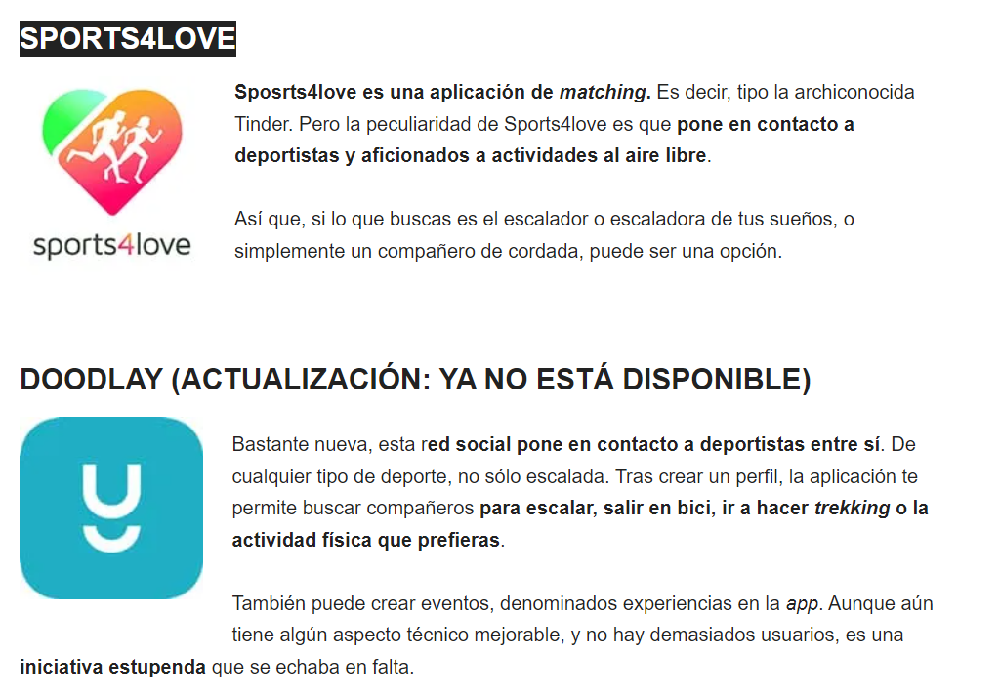 SPORTS4LOVE
Sposrts4love es una aplicación de matching. Es decir, tipo la archiconocida
Tinder. Pero la peculiaridad de Sports4love es que pone en contacto a
deportistas y aficionados a actividades al aire libre.
sports4love
Así que, si lo que buscas es el escalador o escaladora de tus sueños, o
simplemente un compañero de cordada, puede ser una opción.
DOODLAY (ACTUALIZACIÓN: YA NO ESTÁ DISPONIBLE)
Bastante nueva, esta red social pone en contacto a deportistas entre sí. De
cualquier tipo de deporte, no sólo escalada. Tras crear un perfil, la aplicación te
permite buscar compañeros para escalar, salir en bici, ir a hacer trekking o la
actividad física que prefieras.
También puede crear eventos, denominados experiencias en la app. Aunque aún
tiene algún aspecto técnico mejorable, y no hay demasiados usuarios, es una
iniciativa estupenda que se echaba en falta.